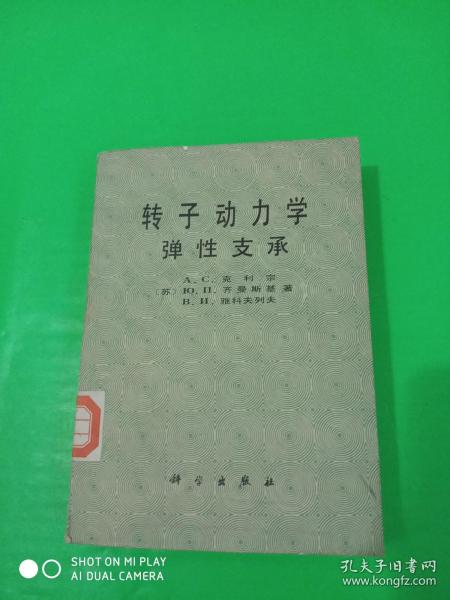 转子动力学
弹性支承
А. С. 克利宗
〔苏〕Ю. П. 齐曼斯基 著
В. И. 雅科夫列夫
科学出版社
SHOT ON MI PLAY
AI DUAL CAMERA
孔夫子旧书网
www.kongfz.com